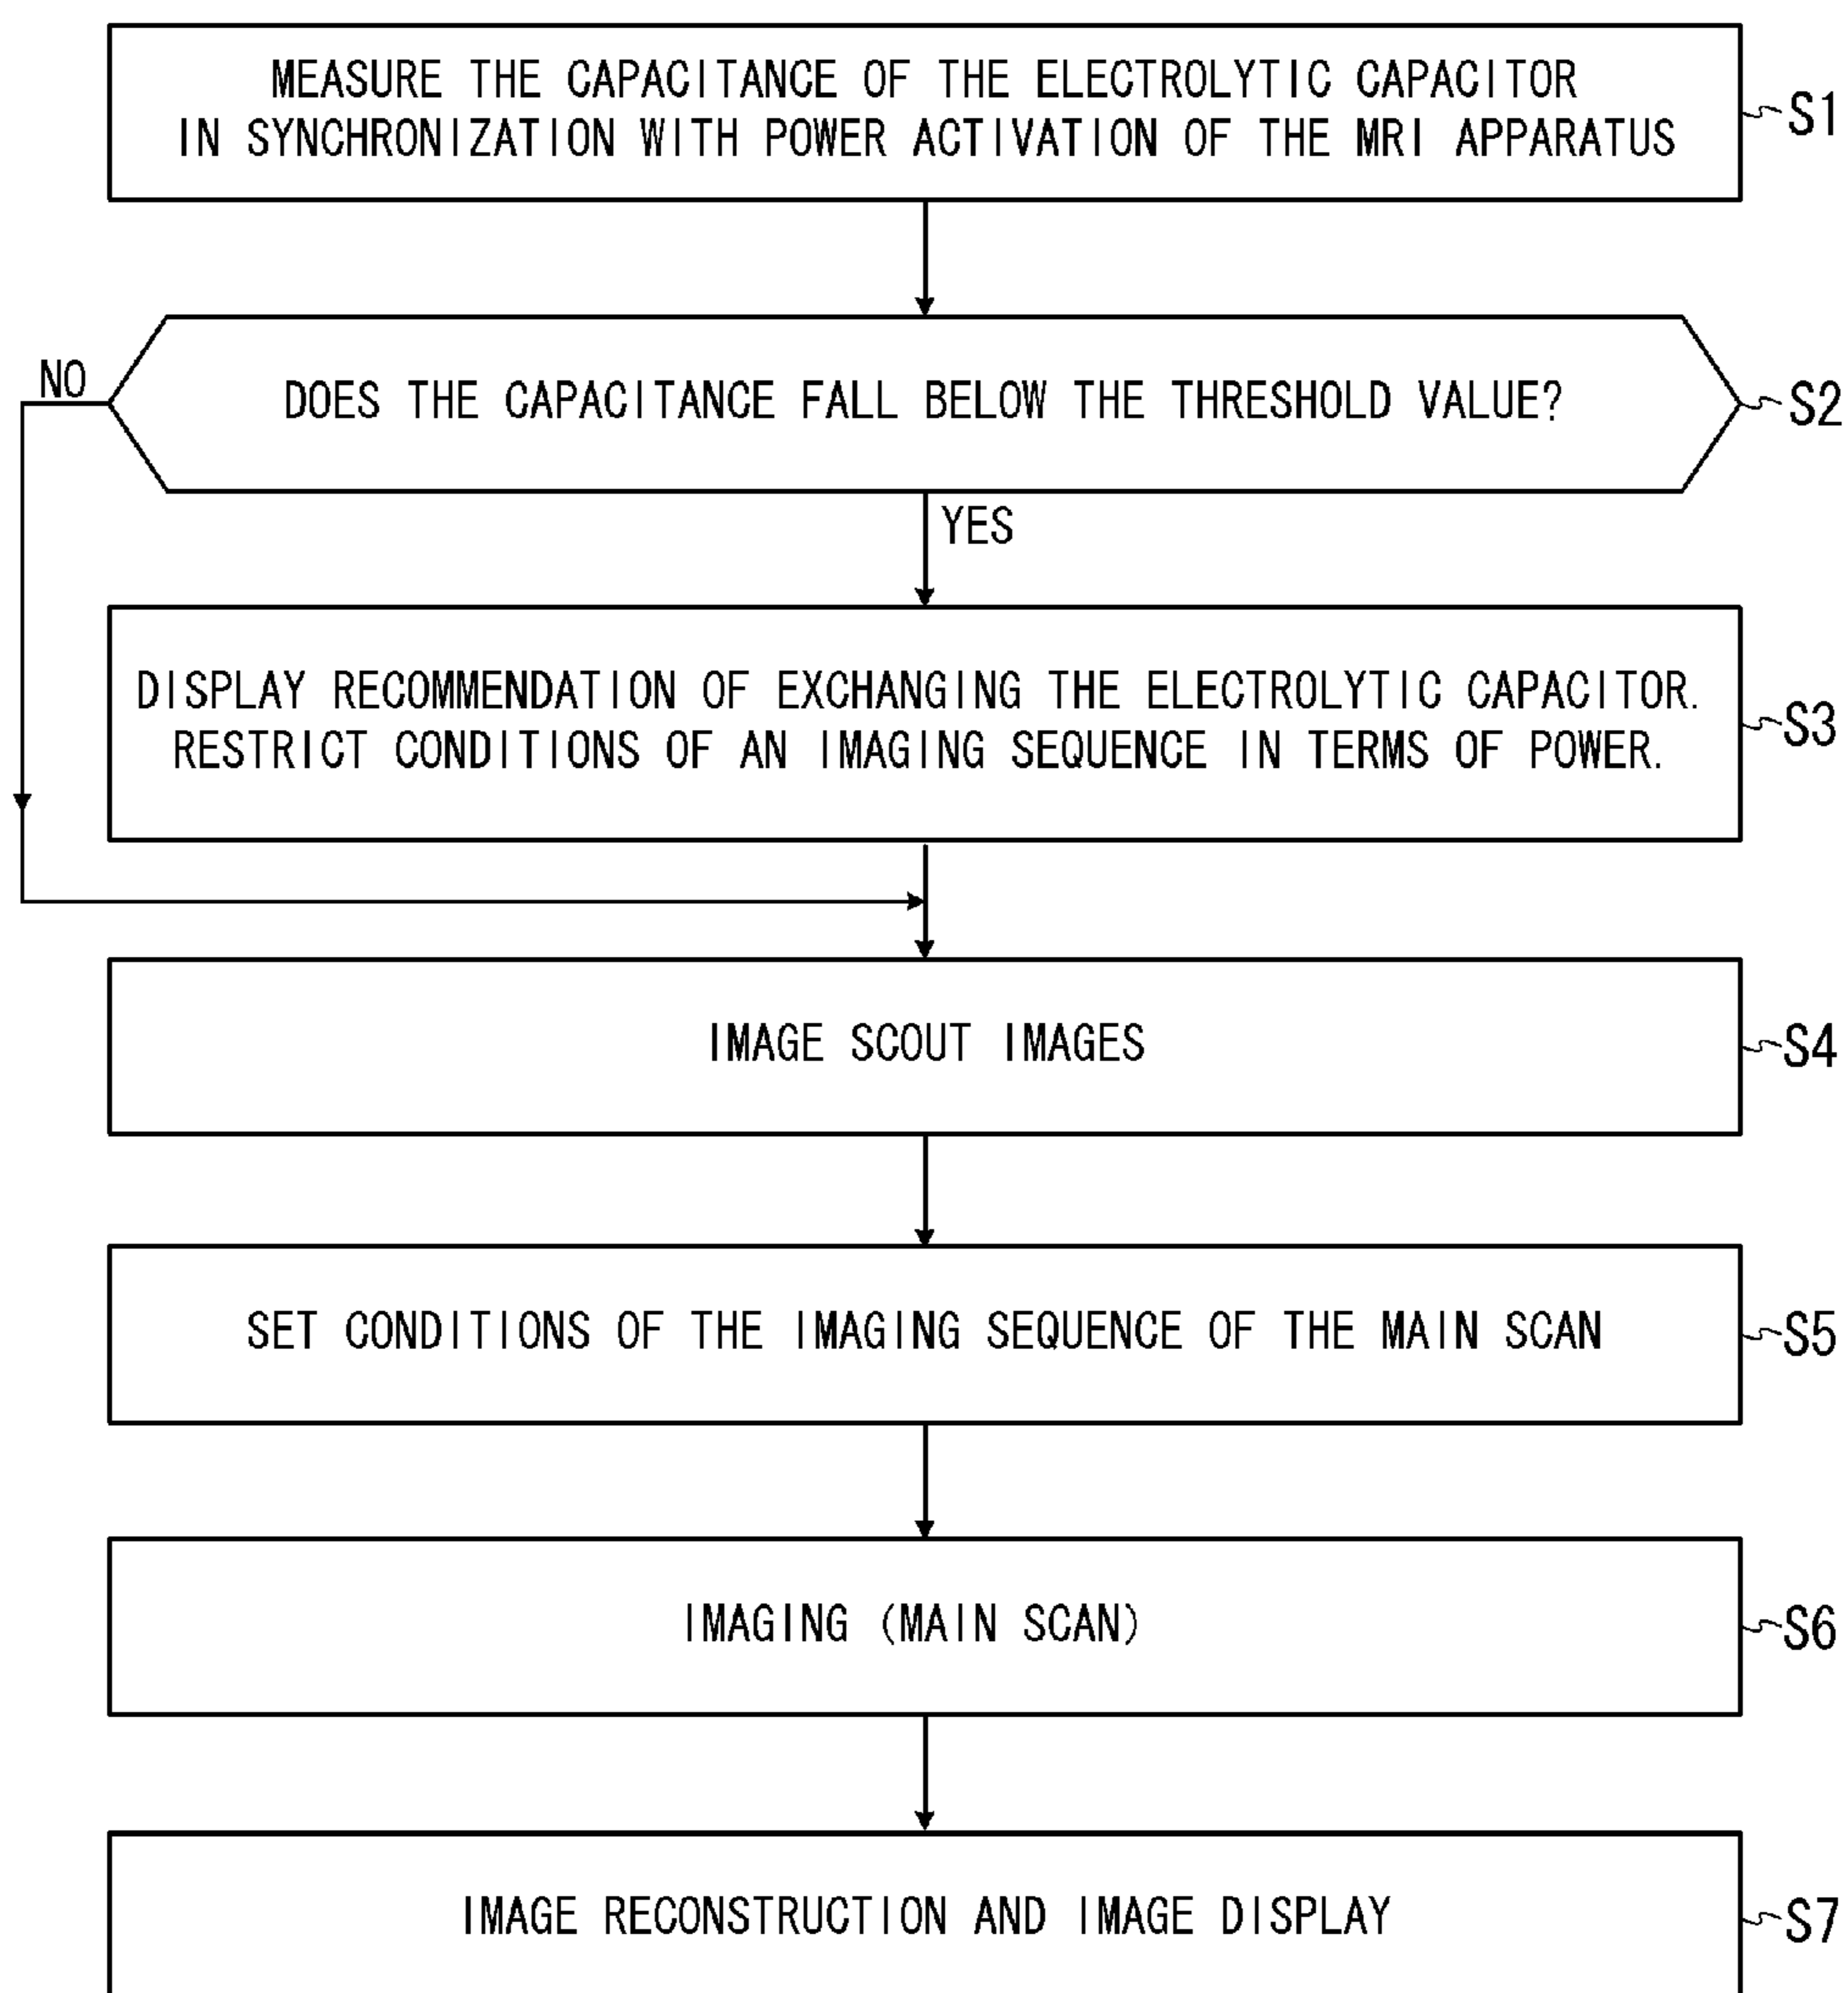 MEASURE THE CAPACITANCE OF THE ELECTROLYTIC CAPACITOR
IN SYNCHRONIZATION WITH POWER ACTIVATION OF THE MRI APPARATUS
S1
NO
DOES THE CAPACITANCE FALL BELOW THE THRESHOLD VALUE?
S2
YES
DISPLAY RECOMMENDATION OF EXCHANGING THE ELECTROLYTIC CAPACITOR.
RESTRICT CONDITIONS OF AN IMAGING SEQUENCE IN TERMS OF POWER.
S3
IMAGE SCOUT IMAGES
S4
SET CONDITIONS OF THE IMAGING SEQUENCE OF THE MAIN SCAN
S5
IMAGING (MAIN SCAN)
S6
IMAGE RECONSTRUCTION AND IMAGE DISPLAY
S7